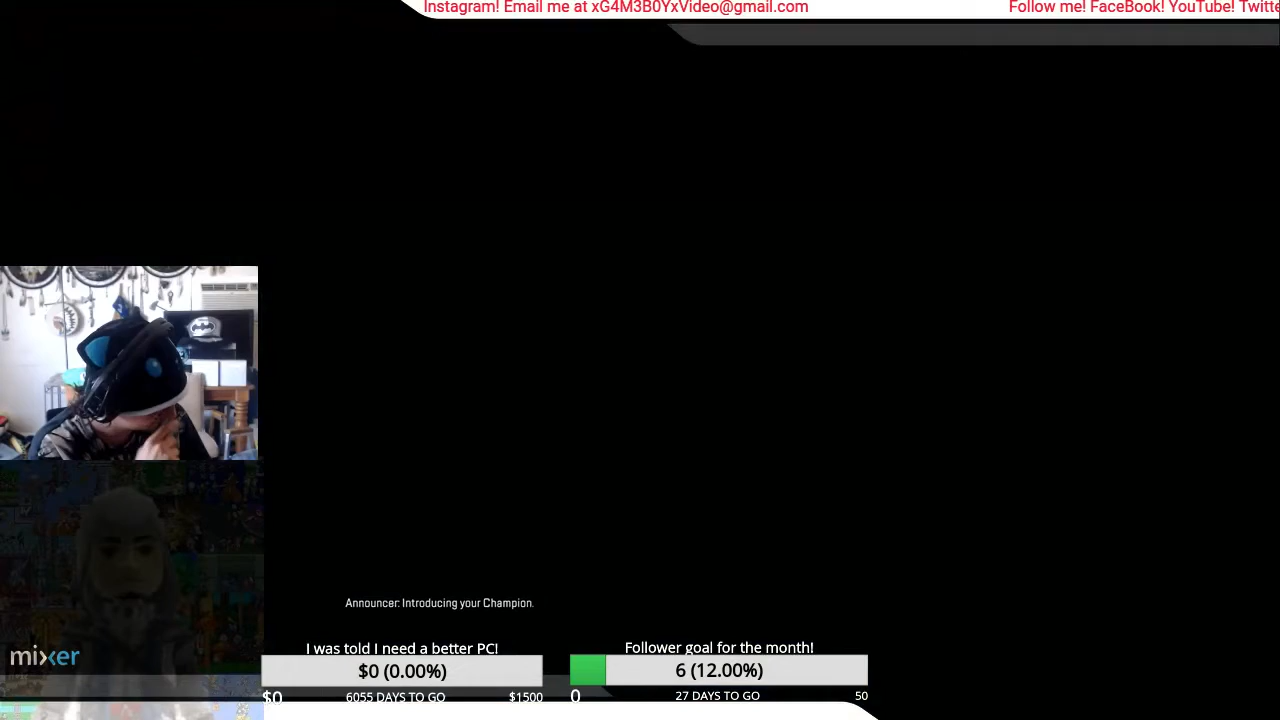 Instagram! Email me at xG4M3B0YxVideo@gmail.com
Follow me! FaceBook! YouTube! Twitte
Announcer: Introducing your Champion.
I was told I need a better PC!
$0 (0.00%)
$0
6055 DAYS TO GO
$1500
Follower goal for the month!
6 (12.00%)
0
27 DAYS TO GO
50
mixer